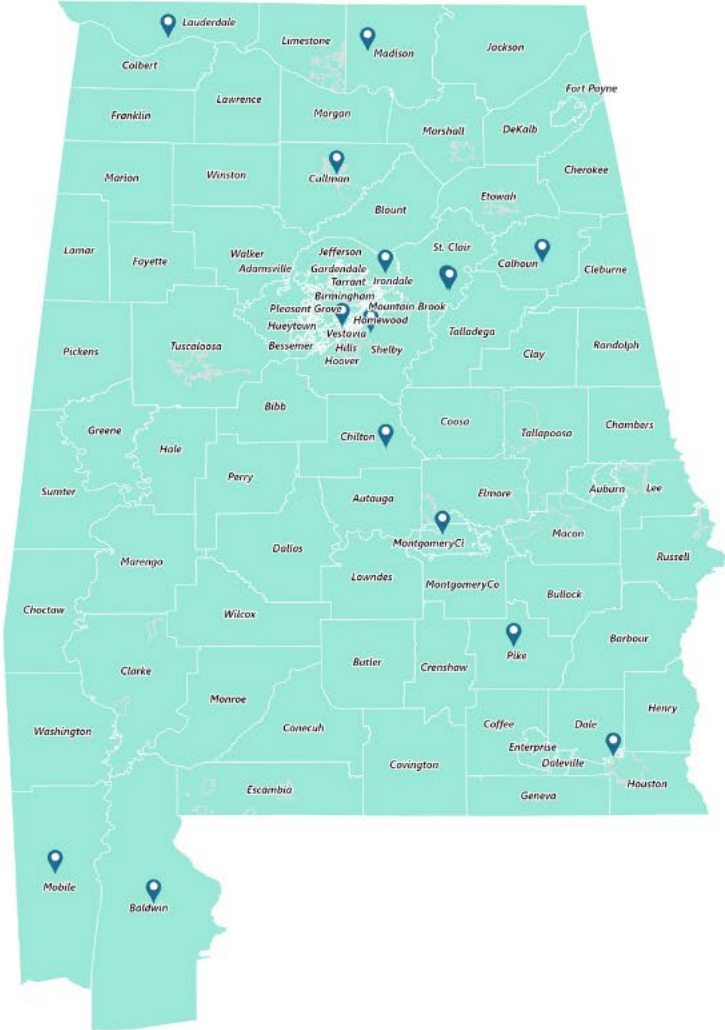 Lauderdale
Limestone
Madison
Jackson
Colbert
Fort Payne
Lawrence
Franklin
Morgan
Marshall
DeKalb
Cherokee
Marion
Winston
Cullman
Etowah
Blount
Lamar
Fayette
Walker
Jefferson
St. Clair
Calhoun
Cleburne
Adamsville
Gardendale
Tarrant
Irondale
Birmingham
Pleasant Grove
Mountain Brook
Hueytown
Homewood
Vestavia
Hills
Talladega
Bessemer
Shelby
Hoover
Pickens
Tuscaloosa
Clay
Randolph
Bibb
Greene
Hale
Chilton
Coosa
Tallapoosa
Chambers
Sumter
Perry
Autauga
Elmore
Auburn
Lee
Marengo
Dallas
MontgomeryCi
Macon
Russell
Choctaw
Wilcox
Lowndes
MontgomeryCo
Bullock
Clarke
Butler
Crenshaw
Pike
Barbour
Washington
Monroe
Conecuh
Coffee
Dale
Henry
Enterprise
Daleville
Escambia
Covington
Geneva
Houston
Mobile
Baldwin